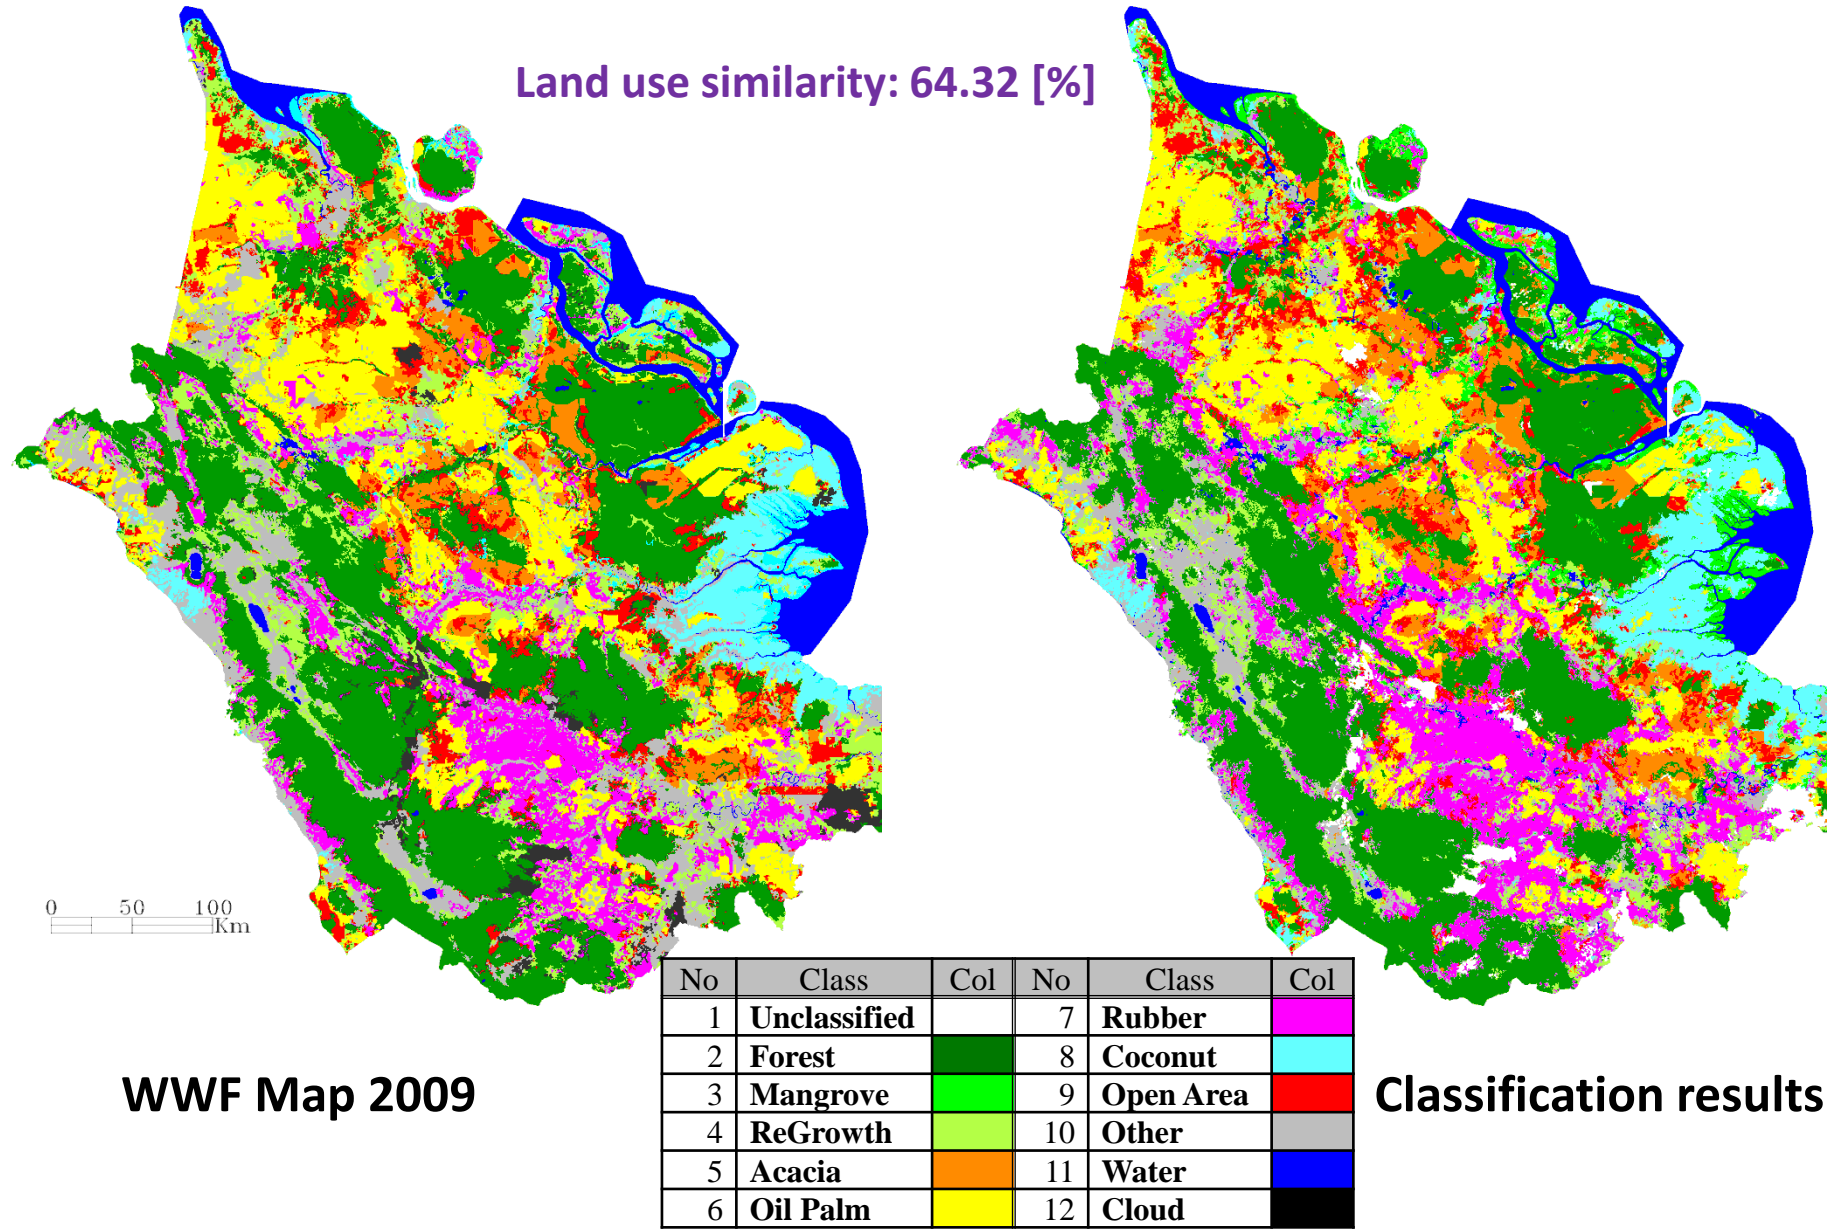 Land use similarity: 64.32 [%]
0 50 100
Km
No Class Col No Class Col
1 Unclassified 7 Rubber
2 Forest 8 Coconut
3 Mangrove 9 Open Area
4 ReGrowth 10 Other
5 Acacia 11 Water
6 Oil Palm 12 Cloud
WWF Map 2009
Classification results